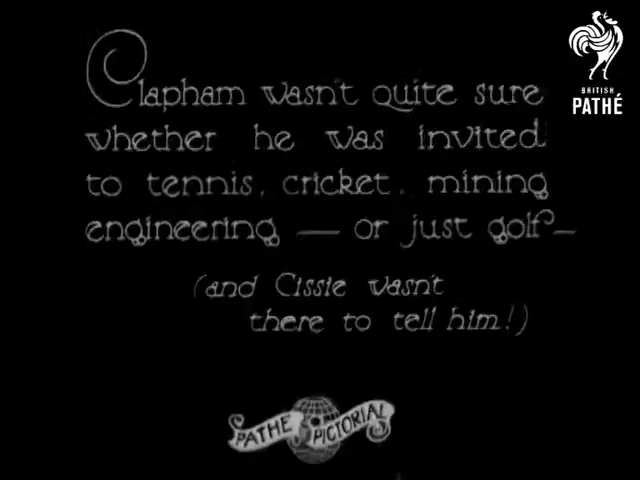 Clapham wasn't quite sure
whether he was invited
to tennis, cricket, mining
engineering — or just golf—
(and Cissie wasn't
there to tell him!)
PATHE PICTORIAL
BRITISH
PATHÉ